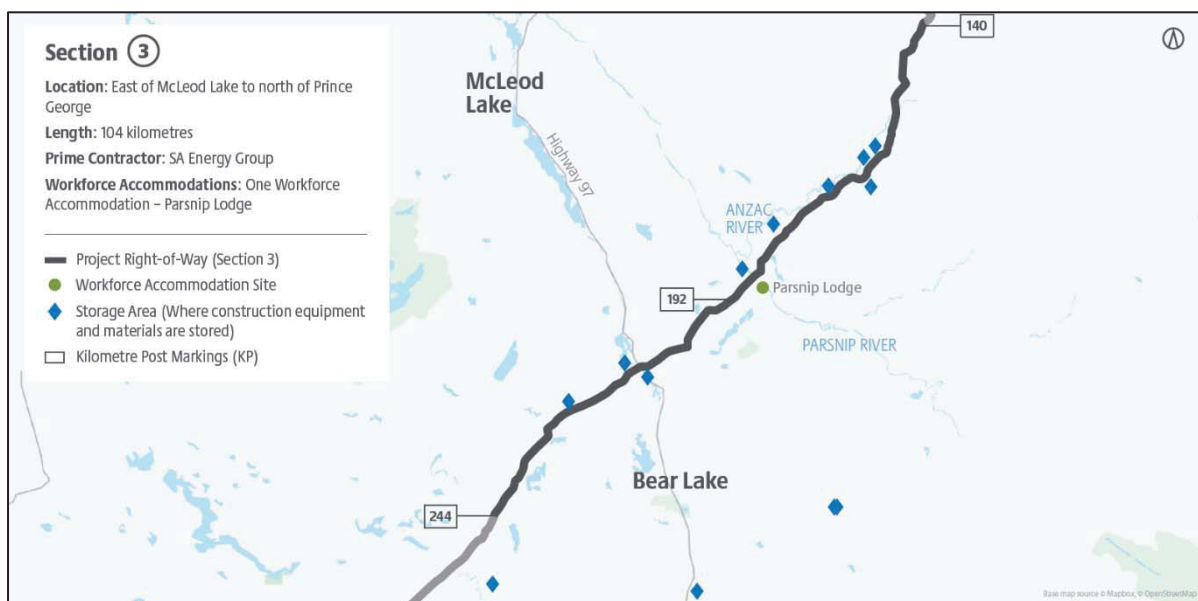 Section 3
Location: East of McLeod Lake to north of Prince
George
Length: 104 kilometres
Prime Contractor: SA Energy Group
Workforce Accommodations: One Workforce
Accommodation – Parsnip Lodge
Project Right-of-Way (Section 3)
Workforce Accommodation Site
Storage Area (Where construction equipment
and materials are stored)
Kilometre Post Markings (KP)
140
McLeod
Lake
Highway 97
ANZAC
RIVER
Parsnip Lodge
192
PARSNIP RIVER
Bear Lake
244
Base map source © Mapbox, © OpenStreetMap